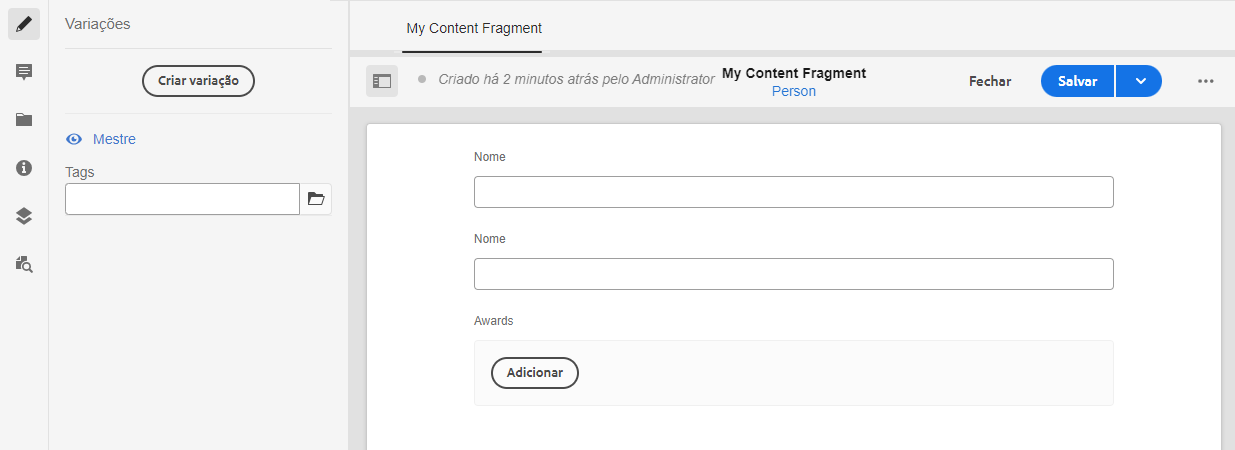 Variações
Criar variação
Mestre
Tags
My Content Fragment
Criado há 2 minutos atrás pelo Administrator
My Content Fragment
Person
Fechar
Salvar
Nome
Nome
Awards
Adicionar